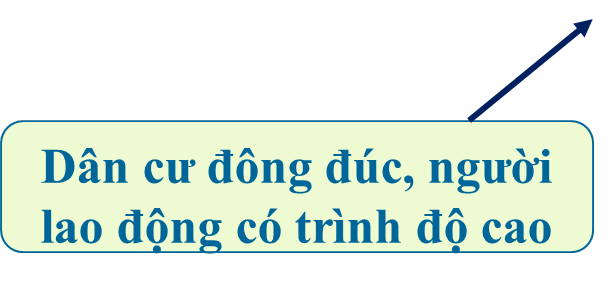 Dân cư đông đúc, người
lao động có trình độ cao